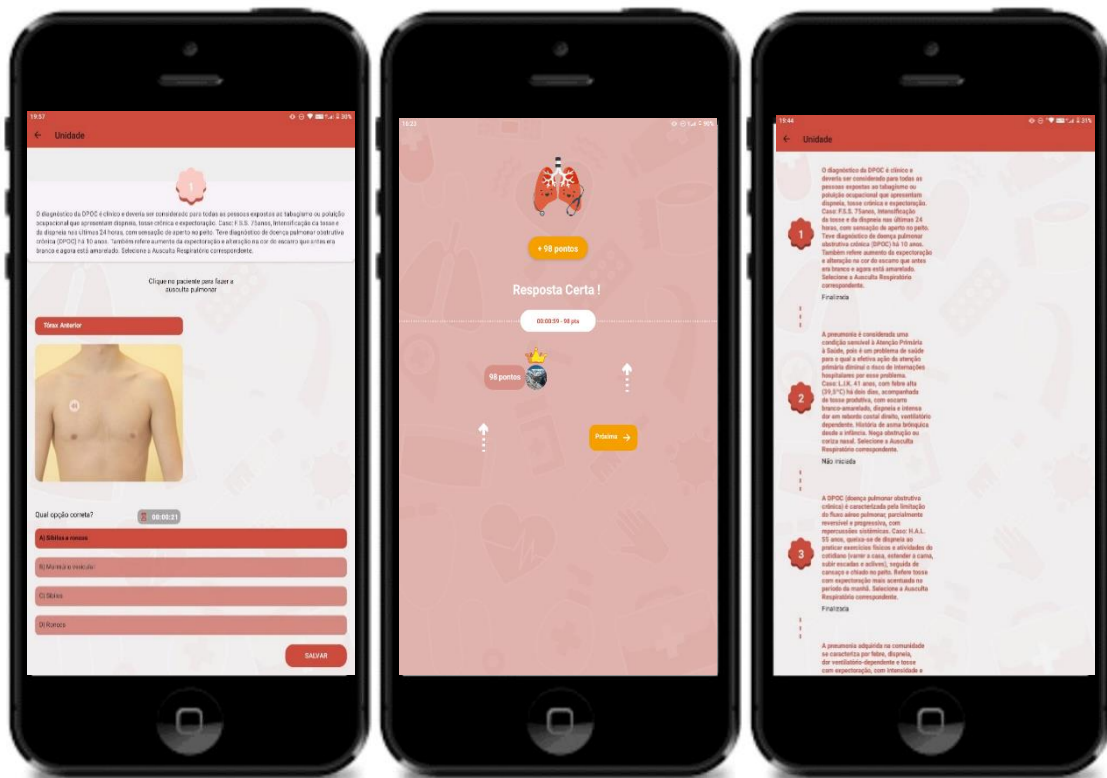 19:57
30%
Unidade
1
O diagnóstico da DPOC é clínico e deveria ser considerado para todas as pessoas expostas ao tabagismo ou poluição
ocupacional que apresentam dispneia, tosse crônica e expectoração. Caso: F.S.S. 75anos, Intensificação da tosse e
da dispneia nas últimas 24 horas, com sensação de aperto no peito. Teve diagnóstico de doença pulmonar obstrutiva
crônica (DPOC) há 10 anos. Também refere aumento da expectoração e alteração na cor do escarro que antes era
branco e agora está amarelado. Selecione a Ausculta Respiratório correspondente.
Clique no paciente para fazer a
ausculta pulmonar
Tórax Anterior
Qual opção correta?
00:00:31
A) Sibilos e roncos
B) Murmúrio vesicular
C) Sibilos
D) Roncos
SALVAR
90%
+ 98 pontos
Resposta Certa !
00:00:59 - 98 pts
98 pontos
Próximo
19:44
31%
Unidade
1
O diagnóstico da DPOC é clínico e
deveria ser considerado para todas as
pessoas expostas ao tabagismo ou
poluição ocupacional que apresentam
dispneia, tosse crônica e expectoração.
Caso: F.S.S. 75anos, Intensificação
da tosse e da dispneia nas últimas 24
horas, com sensação de aperto no peito.
Teve diagnóstico de doença pulmonar
obstrutiva crônica (DPOC) há 10 anos.
Também refere aumento da expectoração
e alteração na cor do escarro que antes
era branco e agora está amarelado.
Selecione a Ausculta Respiratório
correspondente.
Finalizada
2
A pneumonia é considerada uma
condição sensível à Atenção Primária
à Saúde, pois é um problema de saúde
para o qual a efetiva ação da atenção
primária diminui o risco de internações
hospitalares por esse problema.
Caso: L.J.K. 41 anos, com febre alta
(39,5°C) há dois dias, acompanhada
de tosse produtiva, com escarro
branco-amarelado, dispneia e intensa
dor em rebordo costal direito, ventilatório
dependente. História de asma brônquica
desde a infância. Nega obstrução ou
coriza nasal. Selecione a Ausculta
Respiratório correspondente.
Não iniciada
3
A DPOC (doença pulmonar obstrutiva
crônica) é caracterizada pela limitação
do fluxo aéreo pulmonar, parcialmente
reversível e progressiva, com
repercussões sistêmicas. Caso: H.A.L.
55 anos, queixa-se de dispneia ao
praticar exercícios físicos e atividades do
cotidiano (varrer a casa, estender a cama,
subir escadas e aclives), seguida de
cansaço e chiado no peito. Refere tosse
com expectoração mais acentuada no
período da manhã. Selecione a Ausculta
Respiratório correspondente.
Finalizada
A pneumonia adquirida na comunidade
se caracteriza por febre, dispneia,
dor ventilatório-dependente e tosse
com expectoração, com intensidade e